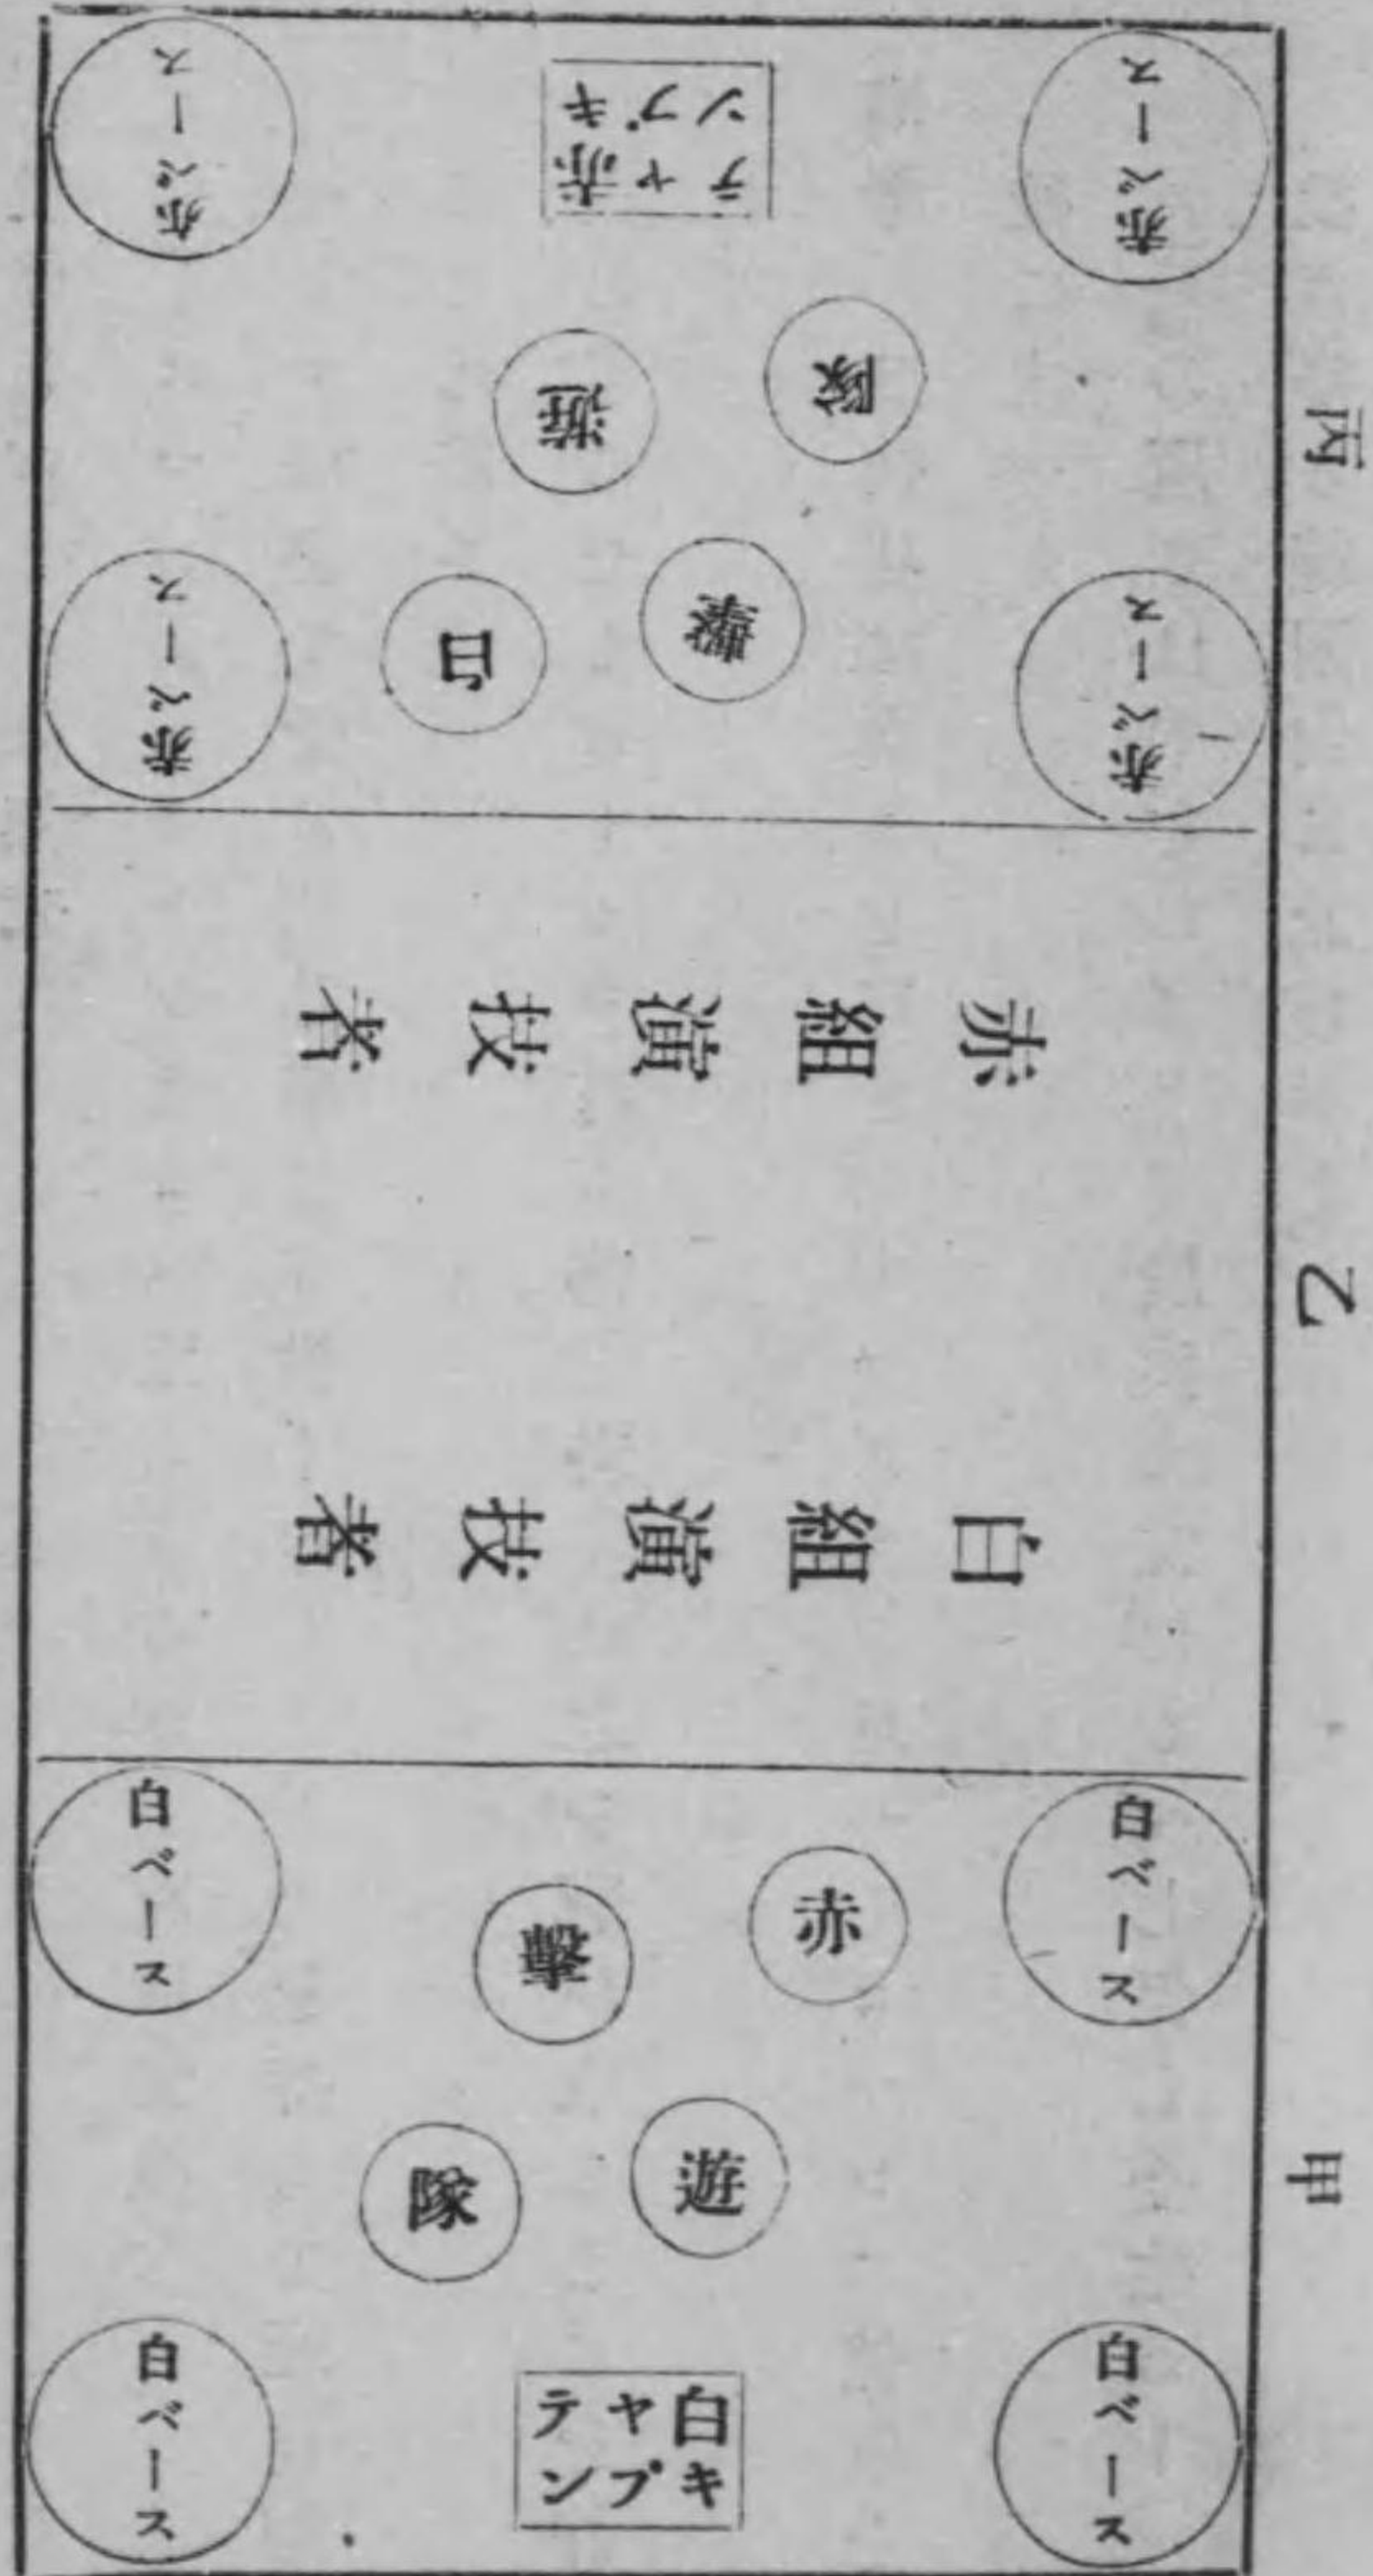 丙
赤ベース
赤ベース
赤キャプテン
隊
遊
撃
白
赤ベース
赤ベース
乙
赤組演技者
白組演技者
甲
白ベース
白ベース
赤
撃
遊
隊
白キャプテン
白ベース
白ベース